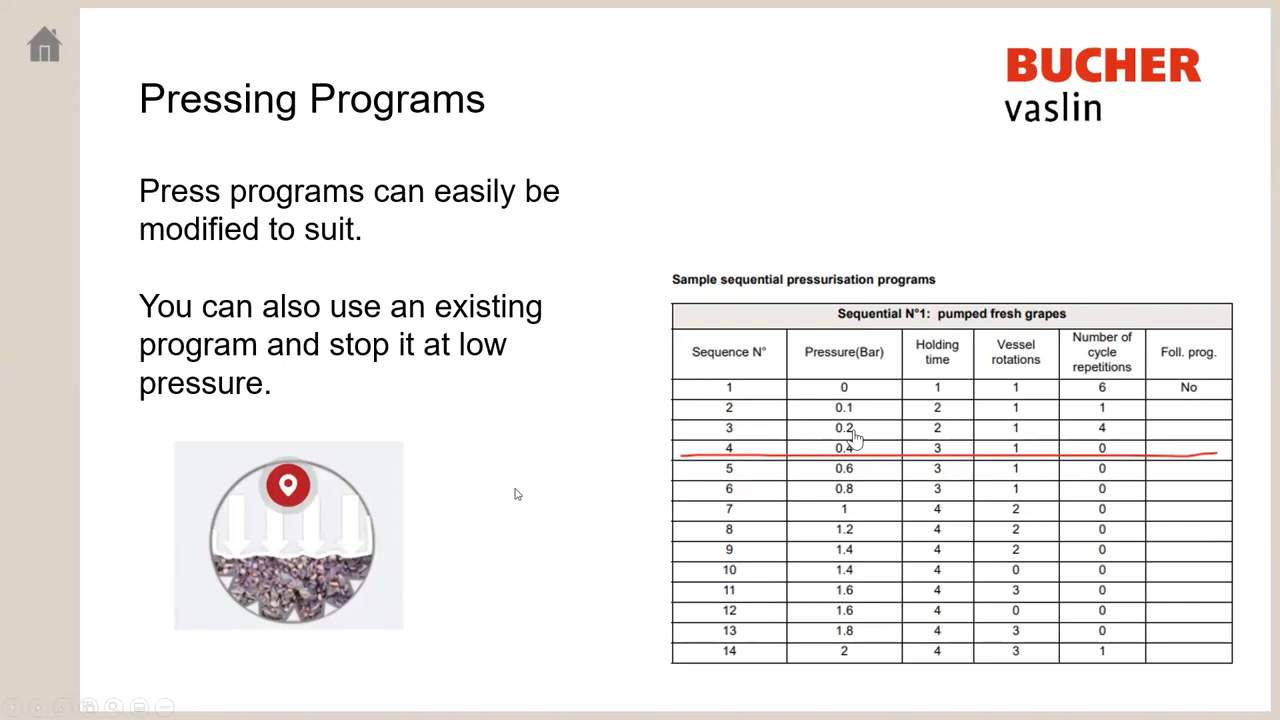 Pressing Programs
BUCHER
vaslin
Press programs can easily be
modified to suit.
You can also use an existing
program and stop it at low
pressure.
Sample sequential pressurisation programs
Sequential N°1: pumped fresh grapes
Sequence N° Pressure(Bar) Holding time Vessel rotations Number of cycle repetitions Foll. prog.
1 0 1 1 6 No
2 0.1 2 1 1
3 0.2 2 1 4
4 0.4 3 1 0
5 0.6 3 1 0
6 0.8 3 1 0
7 1 4 2 0
8 1.2 4 2 0
9 1.4 4 2 0
10 1.4 4 0 0
11 1.6 4 3 0
12 1.6 4 0 0
13 1.8 4 3 0
14 2 4 3 1